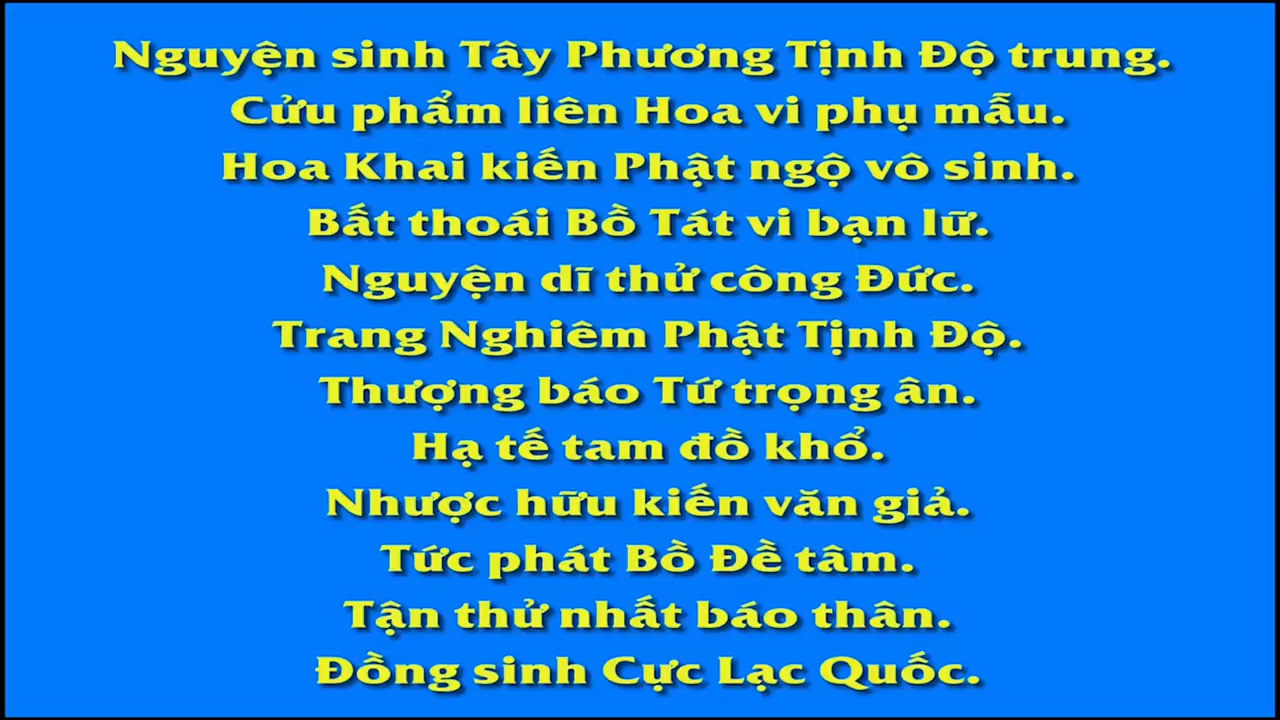 Nguyện sinh Tây Phương Tịnh Độ trung.
Cửu phẩm liên Hoa vi phụ mẫu.
Hoa Khai kiến Phật ngộ vô sinh.
Bất thoái Bồ Tát vi bạn lữ.
Nguyện dĩ thử công Đức.
Trang Nghiêm Phật Tịnh Độ.
Thượng báo Tứ trọng ân.
Hạ tế tam đồ khổ.
Nhược hữu kiến văn giả.
Tức phát Bồ Đề tâm.
Tận thử nhất báo thân.
Đồng sinh Cực Lạc Quốc.